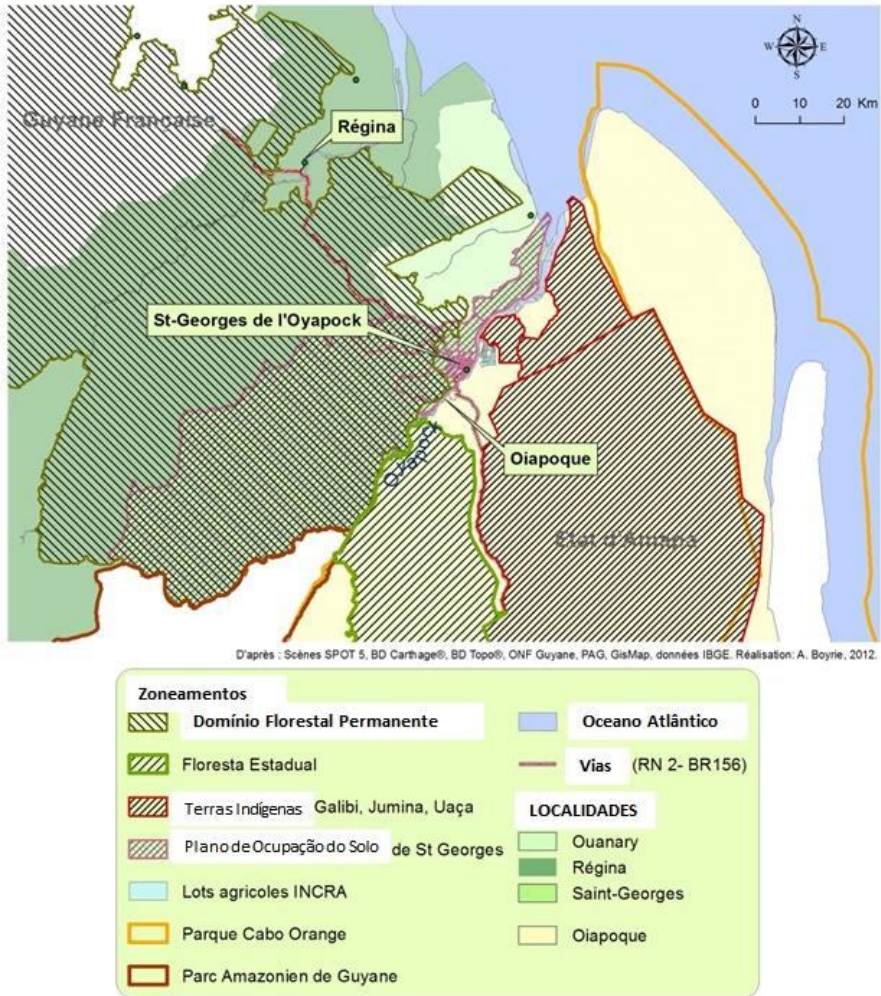 N
W E
S
0 10 20 Km
Guyane Française
Régina
St-Georges de l'Oyapock
Oiapoque
Oyapock
Etat d'Amapa
D'après : Scènes SPOT 5, BD Carthage®, BD Topo®, ONF Guyane, PAG, GisMap, données IBGE. Réalisation: A. Boyrie, 2012.
Zoneamentos
Domínio Florestal Permanente
Floresta Estadual
Terras Indígenas Galibi, Jumina, Uaça
Plano de Ocupação do Solo de St Georges
Lots agricoles INCRA
Parque Cabo Orange
Parc Amazonien de Guyane
Oceano Atlântico
Vias (RN 2- BR156)
LOCALIDADES
Ouanary
Régina
Saint-Georges
Oiapoque